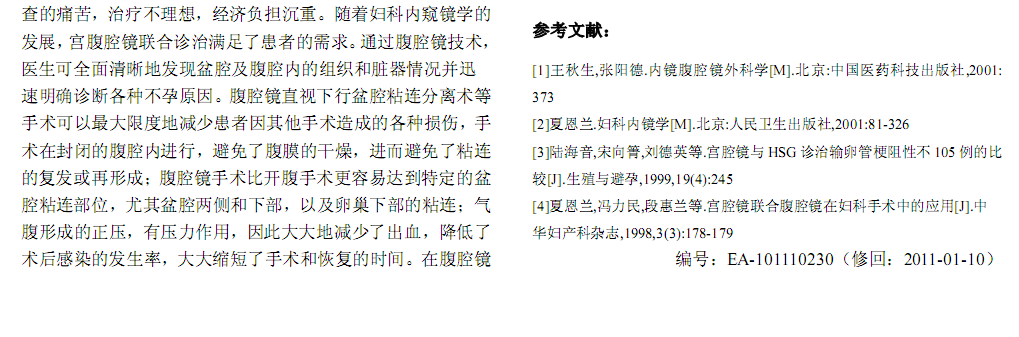 查的痛苦，治疗不理想，经济负担沉重。随着妇科内窥镜学的
发展，宫腹腔镜联合诊治满足了患者的需求。通过腹腔镜技术，
医生可全面清晰地发现盆腔及腹腔内的组织和脏器情况并迅
速明确诊断各种不孕原因。腹腔镜直视下行盆腔粘连分离术等
手术可以最大限度地减少患者因其他手术造成的各种损伤，手
术在封闭的腹腔内进行，避免了腹膜的干燥，进而避免了粘连
的复发或再形成；腹腔镜手术比开腹手术更容易达到特定的盆
腔粘连部位，尤其盆腔两侧和下部，以及卵巢下部的粘连；气
腹形成的正压，有压力作用，因此大大地减少了出血，降低了
术后感染的发生率，大大缩短了手术和恢复的时间。在腹腔镜
参考文献：
[1]王秋生,张阳德.内镜腹腔镜外科学[M].北京:中国医药科技出版社,2001:
373
[2]夏恩兰.妇科内镜学[M].北京:人民卫生出版社,2001:81-326
[3]陆海音,宋向箐,刘德英等.宫腔镜与 HSG 诊治输卵管梗阻性不 105 例的比
较[J].生殖与避孕,1999,19(4):245
[4]夏恩兰,冯力民,段惠兰等.宫腔镜联合腹腔镜在妇科手术中的应用[J].中
华妇产科杂志,1998,3(3):178-179
编号：EA-101110230（修回：2011-01-10）